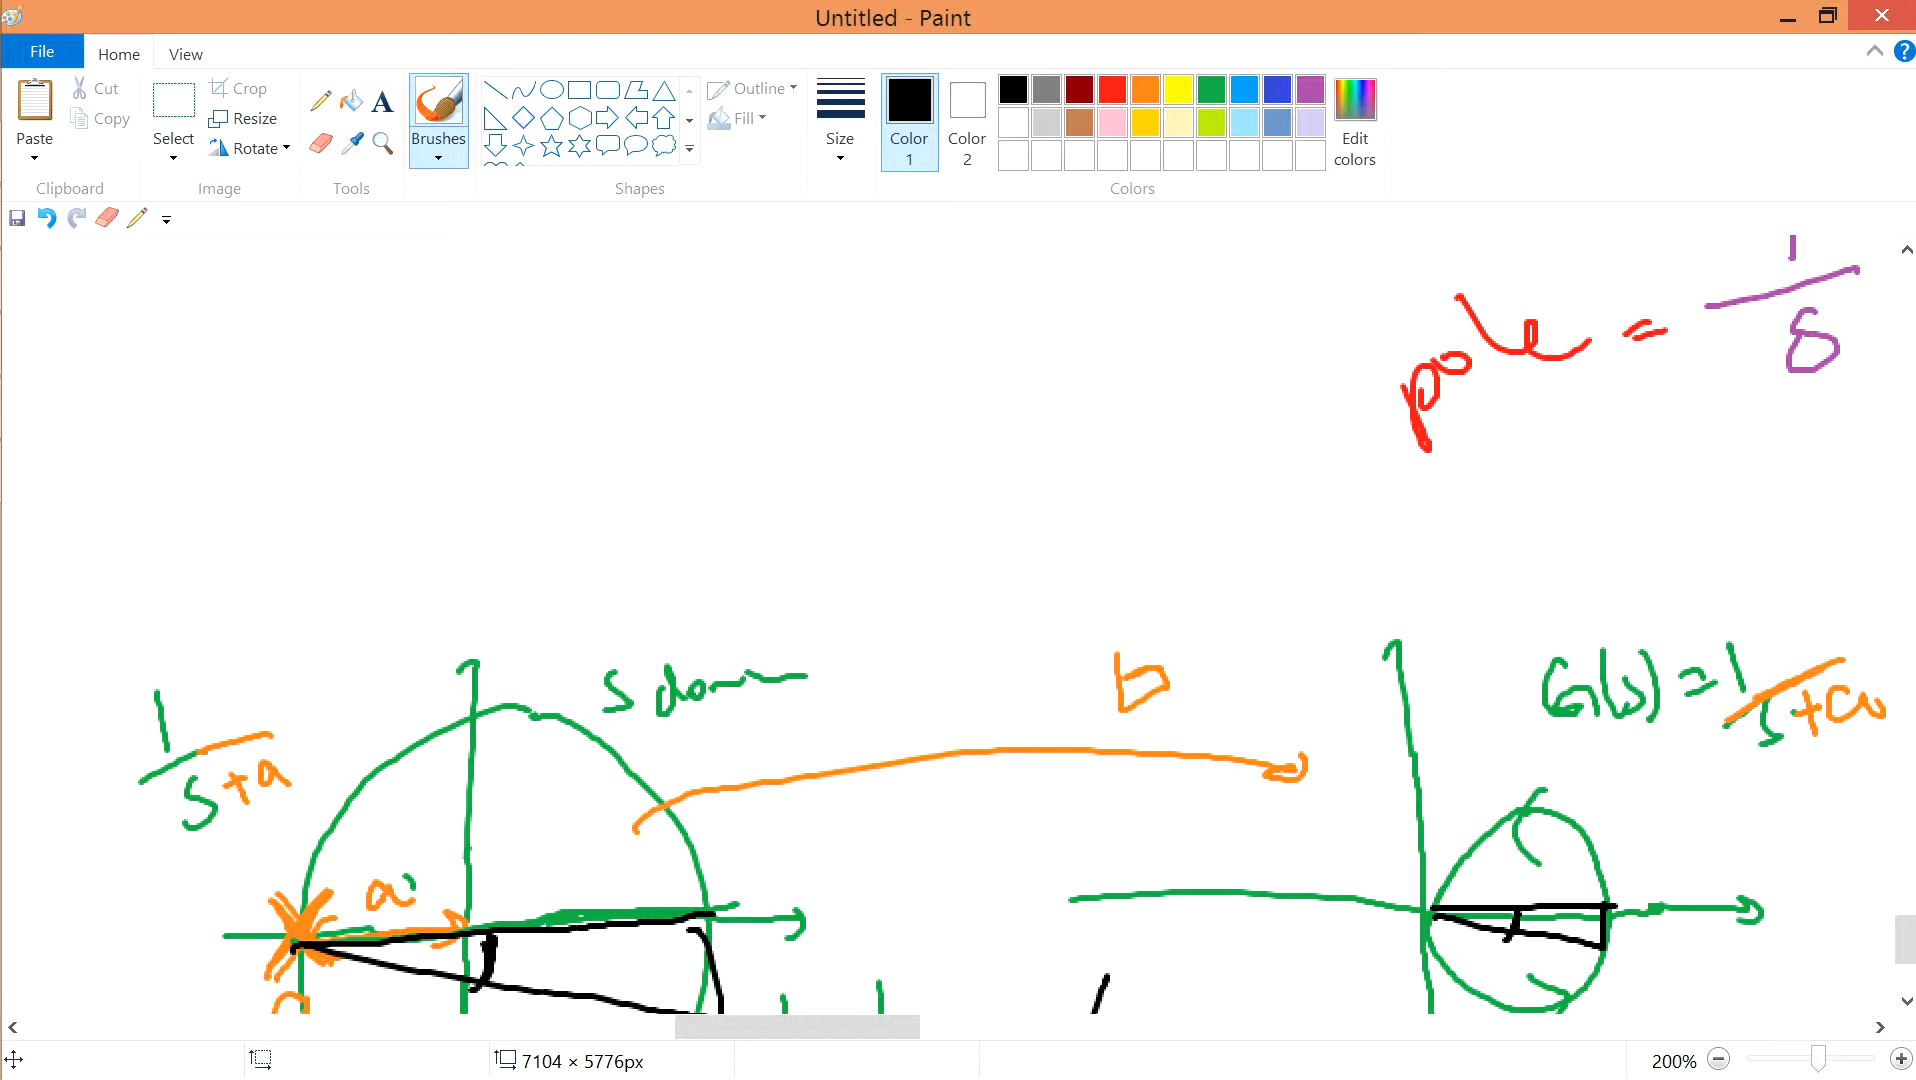 Untitled - Paint
File
Home
View
Paste
Cut
Copy
Clipboard
Select
Crop
Resize
Rotate
Image
Tools
Brushes
Shapes
Outline
Fill
Size
Color 1
Color 2
Edit colors
Colors
pole = 1/8
1/s+a
s dom
b
G(s) = 1/s+a
a
7104 × 5776px
200%